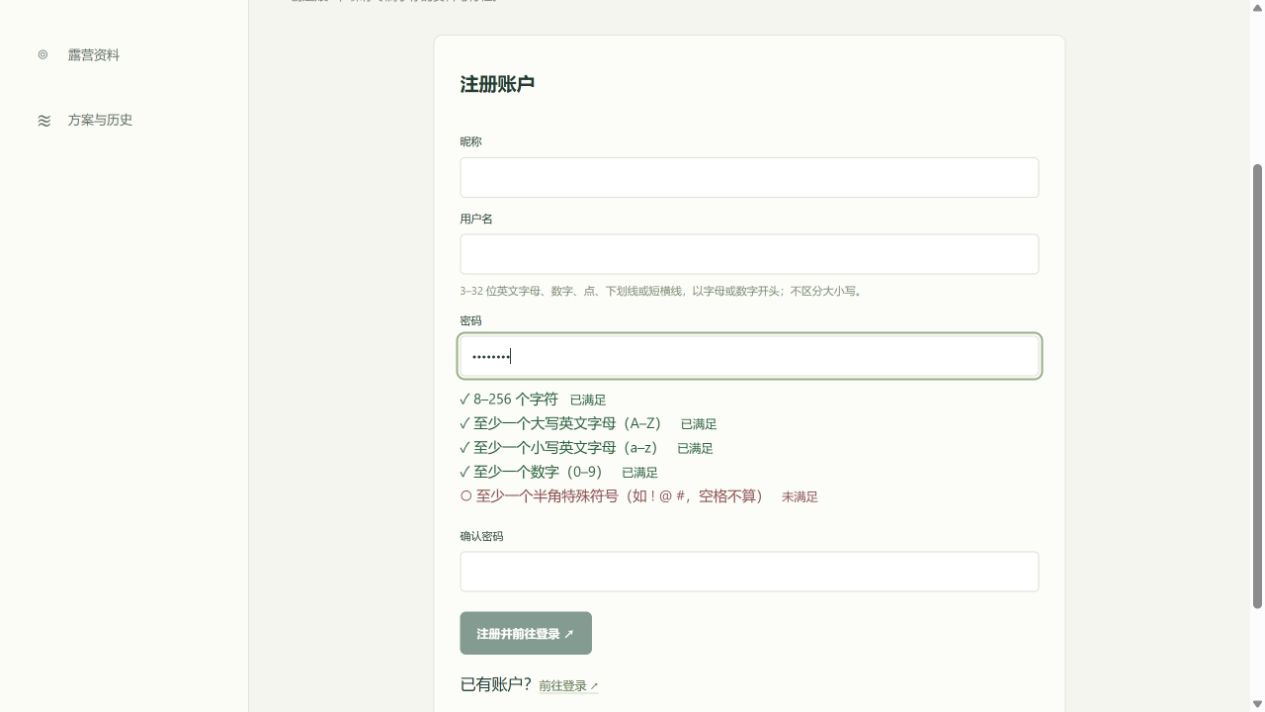 露营资料
方案与历史
注册账户
昵称
用户名
3–32 位英文字母、数字、点、下划线或短横线，以字母或数字开头；不区分大小写。
密码
••••••••
✓ 8–256 个字符 已满足
✓ 至少一个大写英文字母（A–Z） 已满足
✓ 至少一个小写英文字母（a–z） 已满足
✓ 至少一个数字（0–9） 已满足
○ 至少一个半角特殊符号（如 ! @ #，空格不算） 未满足
确认密码
注册并前往登录 ↗
已有账户？ 前往登录 ↗